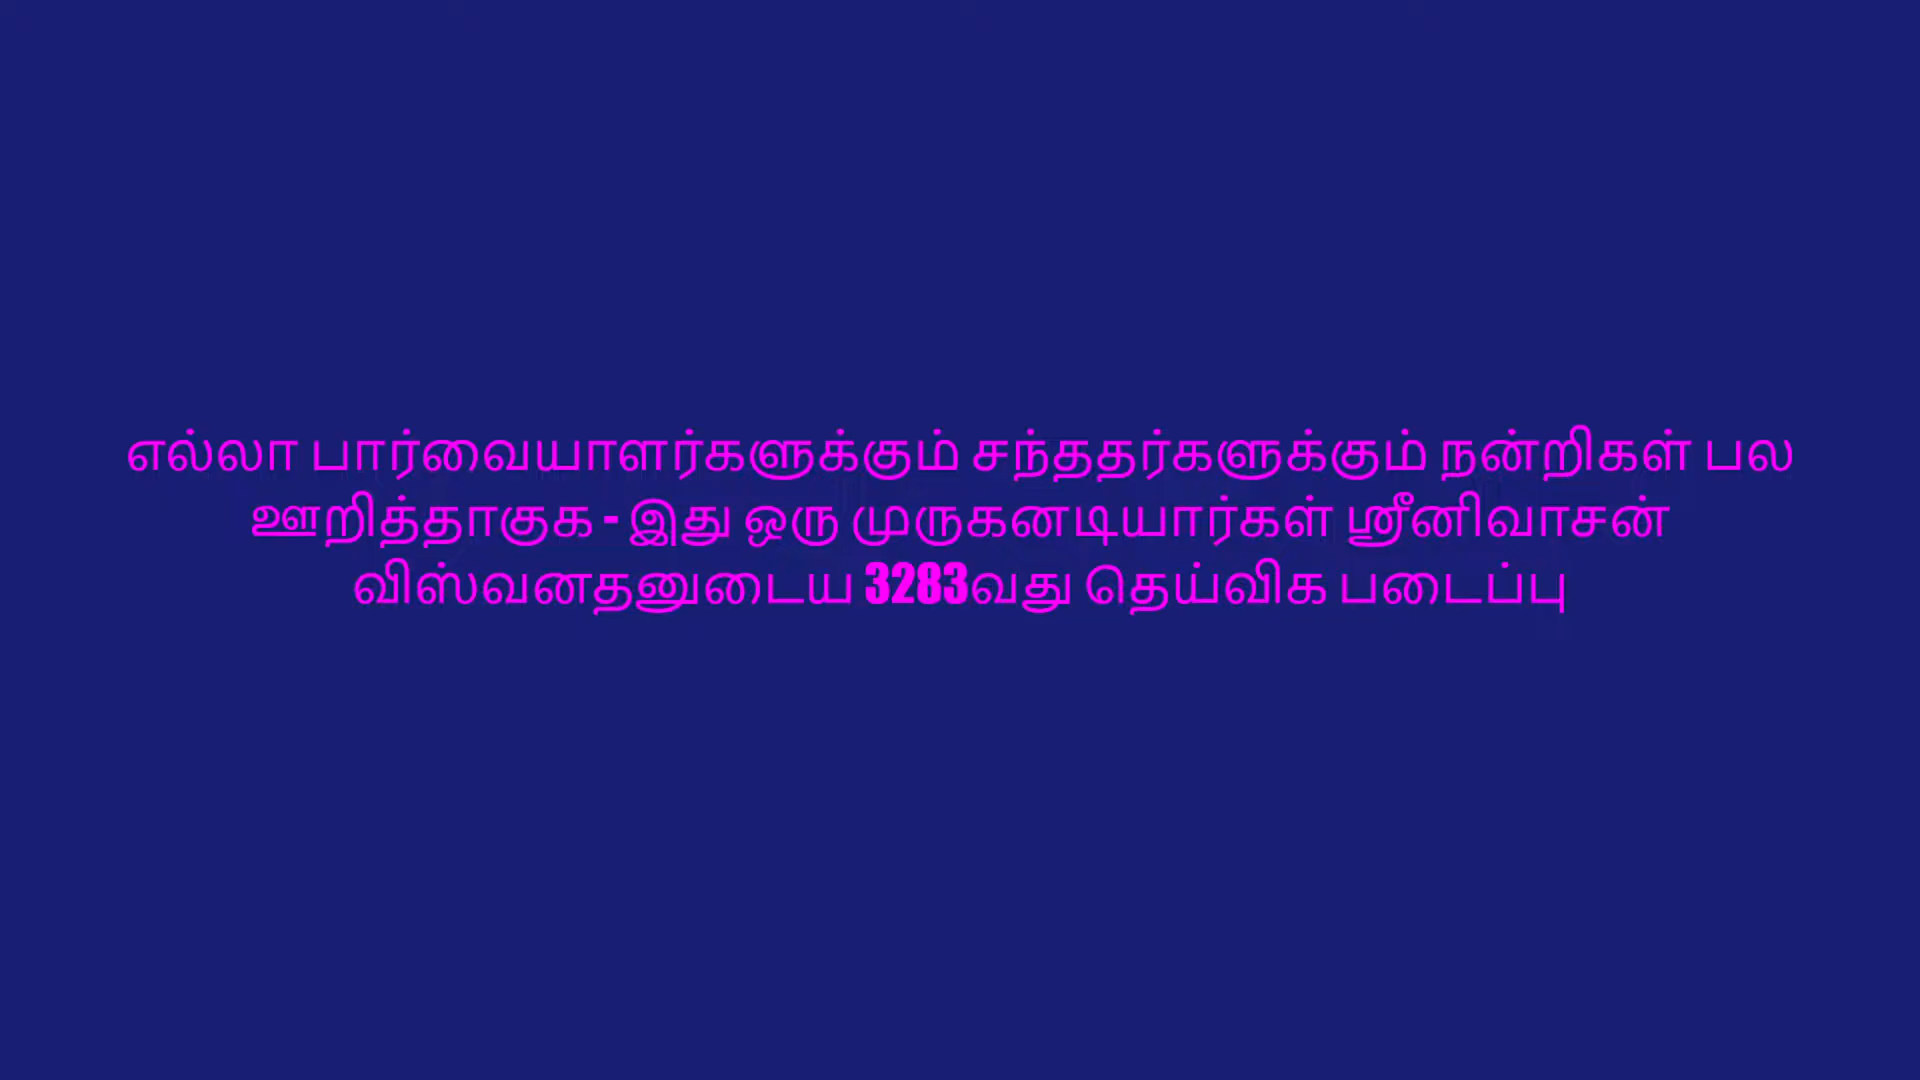 எல்லா பார்வையாளர்களுக்கும் சந்ததர்களுக்கும் நன்றிகள் பல
ஊறித்தாகுக - இது ஒரு முருகனடியார்கள் ஸ்ரீனிவாசன்
விஸ்வனதனுடைய 3283வது தெய்விக படைப்பு